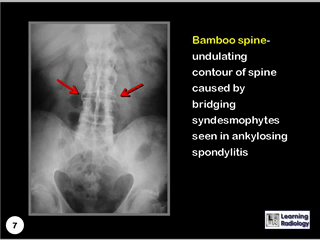 Bamboo spine-
undulating
contour of spine
caused by
bridging
syndesmophytes
seen in ankylosing
spondylitis
7
Learning
Radiology